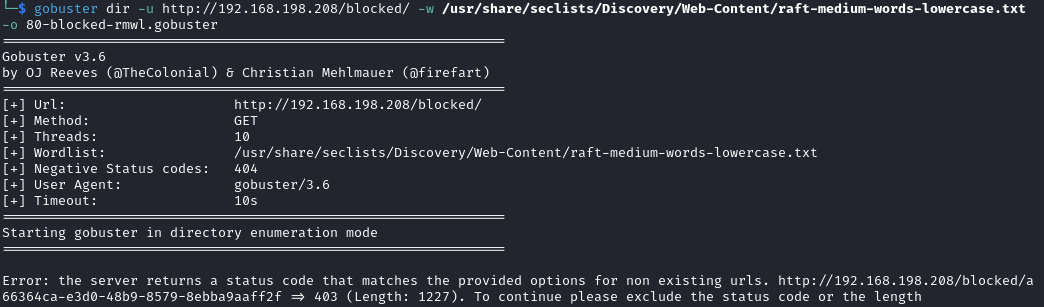 └─$ gobuster dir -u http://192.168.198.208/blocked/ -w /usr/share/seclists/Discovery/Web-Content/raft-medium-words-lowercase.txt
-o 80-blocked-rmwl.gobuster
===============================================================
Gobuster v3.6
by OJ Reeves (@TheColonial) & Christian Mehlmauer (@firefart)
===============================================================
[+] Url:                     http://192.168.198.208/blocked/
[+] Method:                  GET
[+] Threads:                 10
[+] Wordlist:                /usr/share/seclists/Discovery/Web-Content/raft-medium-words-lowercase.txt
[+] Negative Status codes:   404
[+] User Agent:              gobuster/3.6
[+] Timeout:                 10s
===============================================================
Starting gobuster in directory enumeration mode
===============================================================
Error: the server returns a status code that matches the provided options for non existing urls. http://192.168.198.208/blocked/a
66364ca-e3d0-48b9-8579-8ebba9aaff2f => 403 (Length: 1227). To continue please exclude the status code or the length